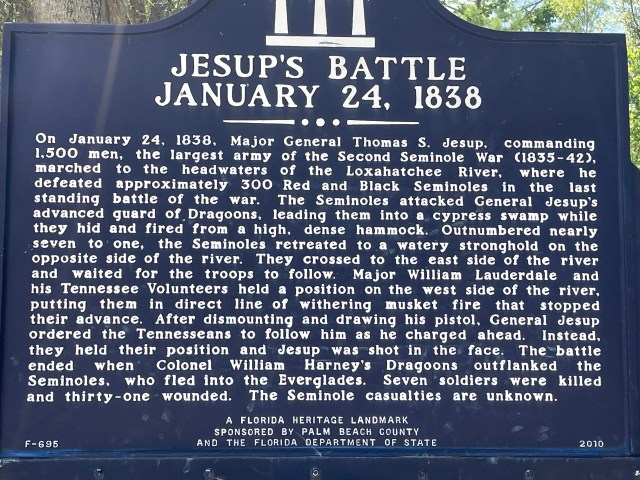 JESUP'S BATTLE
JANUARY 24, 1838
On January 24, 1838, Major General Thomas S. Jesup, commanding
1,500 men, the largest army of the Second Seminole War (1835-42),
marched to the headwaters of the Loxahatchee River, where he
defeated approximately 300 Red and Black Seminoles in the last
standing battle of the war. The Seminoles attacked General Jesup's
advanced guard of Dragoons, leading them into a cypress swamp while
they hid and fired from a high, dense hammock. Outnumbered nearly
seven to one, the Seminoles retreated to a watery stronghold on the
opposite side of the river. They crossed to the east side of the river
and waited for the troops to follow. Major William Lauderdale and
his Tennessee Volunteers held a position on the west side of the river,
putting them in direct line of withering musket fire that stopped
their advance. After dismounting and drawing his pistol, General Jesup
ordered the Tennesseans to follow him as he charged ahead. Instead,
they held their position and Jesup was shot in the face. The battle
ended when Colonel William Harney's Dragoons outflanked the
Seminoles, who fled into the Everglades. Seven soldiers were killed
and thirty-one wounded. The Seminole casualties are unknown.
A FLORIDA HERITAGE LANDMARK
SPONSORED BY PALM BEACH COUNTY
F-695 AND THE FLORIDA DEPARTMENT OF STATE 2010